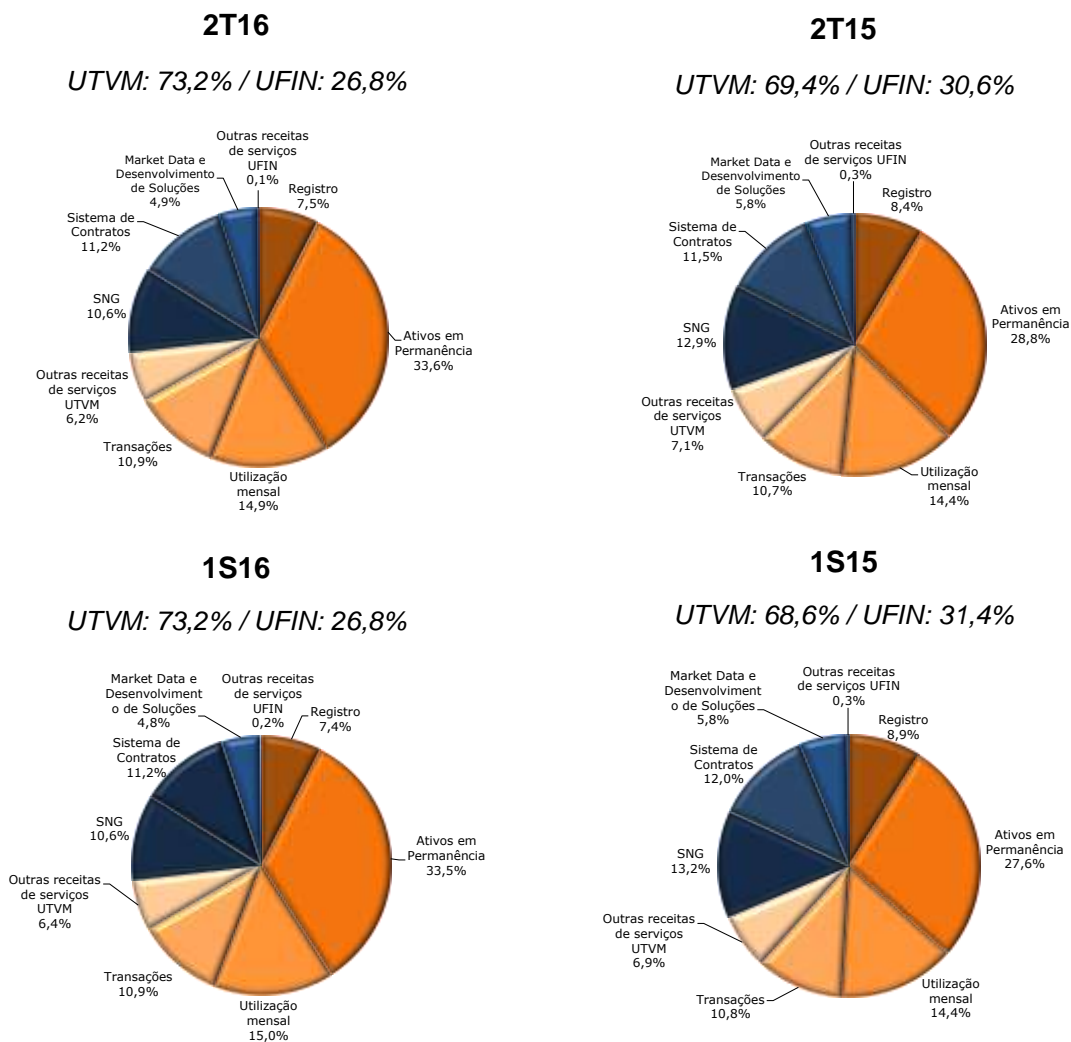 2T16
UTVM: 73,2% / UFIN: 26,8%
Outras receitas
de serviços
UFIN
0,1%
Market Data e
Desenvolvimento
de Soluções
4,9%
Registro
7,5%
Sistema de
Contratos
11,2%
SNG
10,6%
Ativos em
Permanência
33,6%
Outras receitas
de serviços
UTVM
6,2%
Transações
10,9%
Utilização
mensal
14,9%
2T15
UTVM: 69,4% / UFIN: 30,6%
Outras receitas
de serviços UFIN
0,3%
Market Data e
Desenvolvimento
de Soluções
5,8%
Registro
8,4%
Sistema de
Contratos
11,5%
Ativos em
Permanência
28,8%
SNG
12,9%
Outras receitas
de serviços
UTVM
7,1%
Transações
10,7%
Utilização
mensal
14,4%
1S16
UTVM: 73,2% / UFIN: 26,8%
Market Data e
Desenvolviment
o de Soluções
4,8%
Outras receitas
de serviços
UFIN
0,2%
Registro
7,4%
Sistema de
Contratos
11,2%
SNG
10,6%
Ativos em
Permanência
33,5%
Outras receitas
de serviços
UTVM
6,4%
Transações
10,9%
Utilização
mensal
15,0%
1S15
UTVM: 68,6% / UFIN: 31,4%
Outras receitas
de serviços UFIN
0,3%
Market Data e
Desenvolviment
o de Soluções
5,8%
Registro
8,9%
Sistema de
Contratos
12,0%
Ativos em
Permanência
27,6%
SNG
13,2%
Outras receitas
de serviços
UTVM
6,9%
Transações
10,8%
Utilização
mensal
14,4%